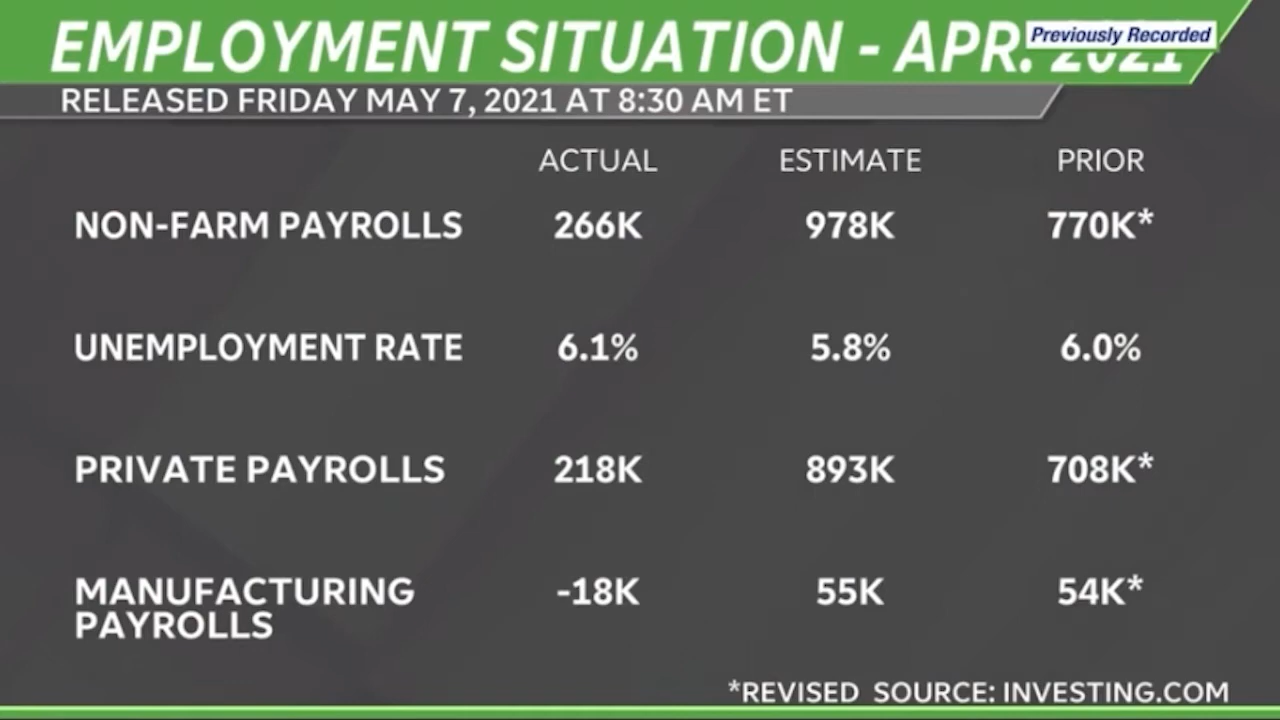 EMPLOYMENT SITUATION - APR. 2021
Previously Recorded
RELEASED FRIDAY MAY 7, 2021 AT 8:30 AM ET
ACTUAL ESTIMATE PRIOR
NON-FARM PAYROLLS 266K 978K 770K*
UNEMPLOYMENT RATE 6.1% 5.8% 6.0%
PRIVATE PAYROLLS 218K 893K 708K*
MANUFACTURING -18K 55K 54K*
PAYROLLS
*REVISED SOURCE: INVESTING.COM